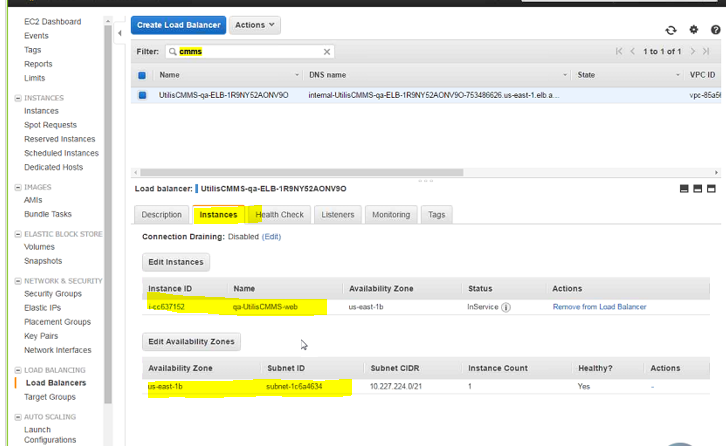 EC2 Dashboard
Events
Tags
Reports
Limits
INSTANCES
Instances
Spot Requests
Reserved Instances
Scheduled Instances
Dedicated Hosts
IMAGES
AMIs
Bundle Tasks
ELASTIC BLOCK STORE
Volumes
Snapshots
NETWORK & SECURITY
Security Groups
Elastic IPs
Placement Groups
Key Pairs
Network Interfaces
LOAD BALANCING
Load Balancers
Target Groups
AUTO SCALING
Launch
Configurations
Create Load Balancer Actions
Filter: cmms 1 to 1 of 1
Name DNS name State VPC ID
UtilisCMMS-qa-ELB-1R9NY52AONV9O internal-UtilisCMMS-qa-ELB-1R9NY52AONV9O-753486626.us-east-1.elb.a... vpc-85a5
Load balancer: UtilisCMMS-qa-ELB-1R9NY52AONV9O
Description Instances Health Check Listeners Monitoring Tags
Connection Draining: Disabled (Edit)
Edit Instances
Instance ID Name Availability Zone Status Actions
i-cc637152 qa-UtilisCMMS-web us-east-1b InService Remove from Load Balancer
Edit Availability Zones
Availability Zone Subnet ID Subnet CIDR Instance Count Healthy? Actions
us-east-1b subnet-1c6a4634 10.227.224.0/21 1 Yes -